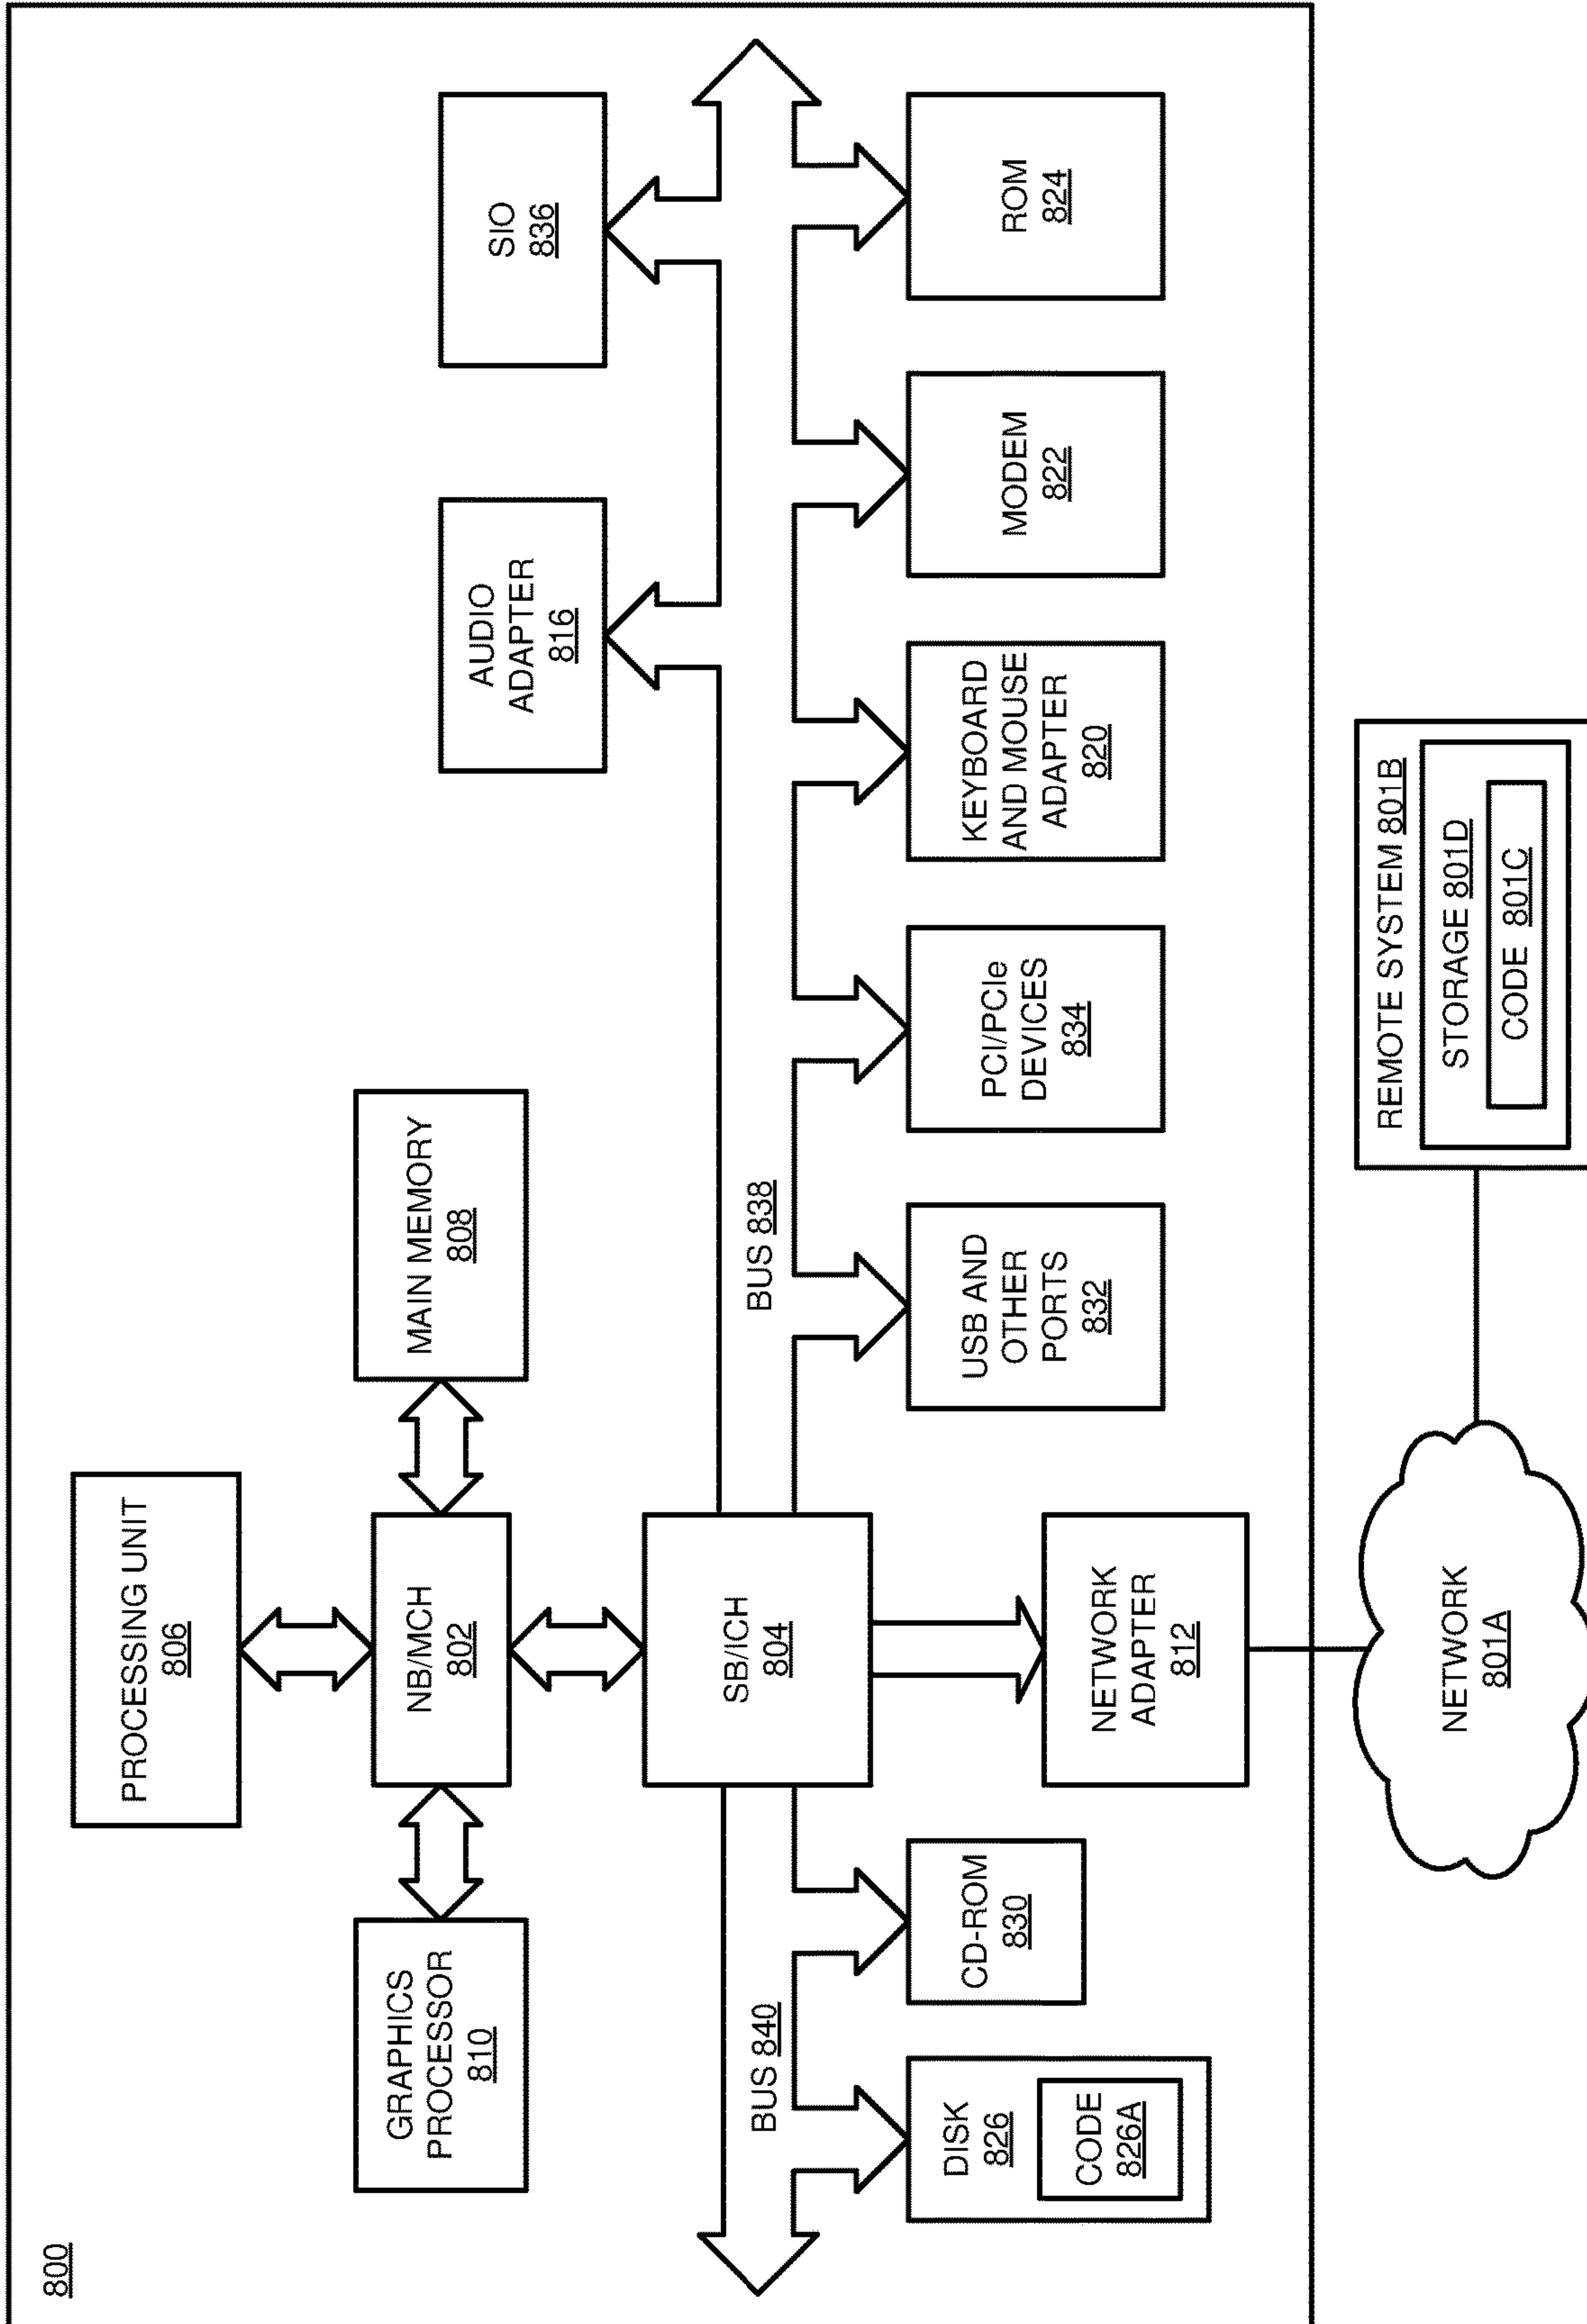 800
PROCESSING UNIT
806
GRAPHICS
PROCESSOR
810
NB/MCH
802
MAIN MEMORY
808
AUDIO
ADAPTER
816
SIO
836
SB/ICH
804
BUS 840
BUS 838
DISK
826
CODE
826A
CD-ROM
830
NETWORK
ADAPTER
812
USB AND
OTHER
PORTS
832
PCI/PCIe
DEVICES
834
KEYBOARD
AND MOUSE
ADAPTER
820
MODEM
822
ROM
824
NETWORK
801A
REMOTE SYSTEM 801B
STORAGE 801D
CODE 801C